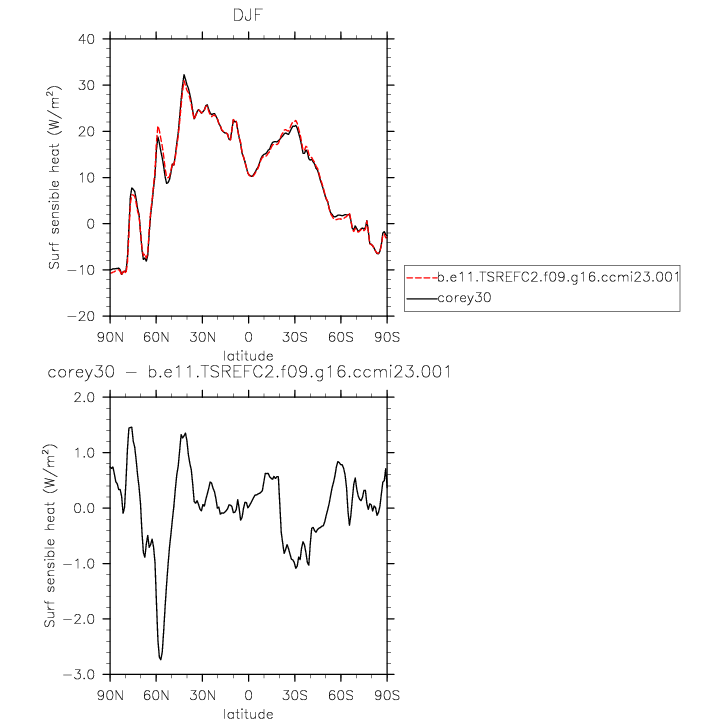 DJF
Surf sensible heat (W/m²)
40
30
20
10
0
−10
−20
90N 60N 30N 0 30S 60S 90S
latitude
b.e11.TSREFC2.f09.g16.ccmi23.001
corey30
corey30 − b.e11.TSREFC2.f09.g16.ccmi23.001
Surf sensible heat (W/m²)
2.0
1.0
0.0
−1.0
−2.0
−3.0
90N 60N 30N 0 30S 60S 90S
latitude